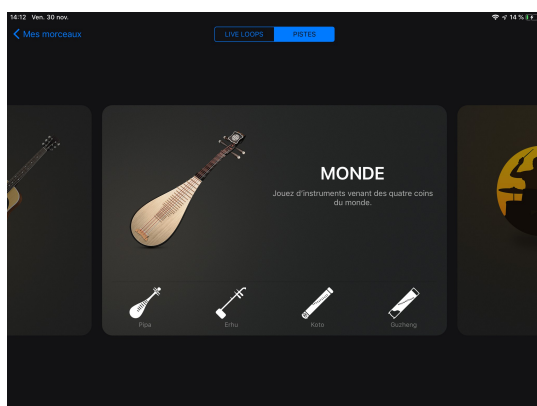 14:12 Ven. 30 nov.
14 %
Mes morceaux
LIVE LOOPS
PISTES
MONDE
Jouez d'instruments venant des quatre coins
du monde.
Pipa
Erhu
Koto
Guzheng